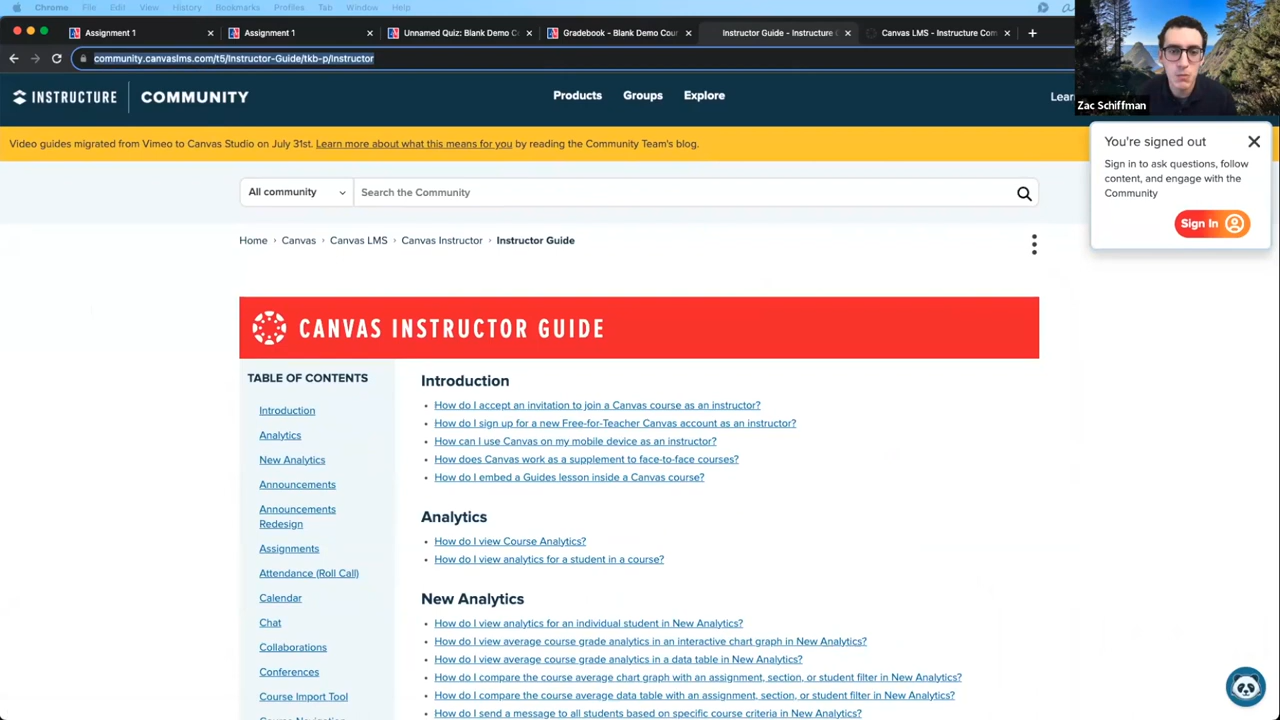 Chrome File Edit View History Bookmarks Profiles Tab Window Help
Assignment 1
Assignment 1
Unnamed Quiz: Blank Demo Co
Gradebook - Blank Demo Cou
Instructor Guide - Instructure
Canvas LMS - Instructure Com
community.canvaslms.com/t5/Instructor-Guide/tkb-p/Instructor
INSTRUCTURE COMMUNITY
Products Groups Explore
Lear
Zac Schiffman
Video guides migrated from Vimeo to Canvas Studio on July 31st. Learn more about what this means for you by reading the Community Team's blog.
You're signed out
Sign in to ask questions, follow
content, and engage with the
Community
Sign In
All community
Search the Community
Home › Canvas › Canvas LMS › Canvas Instructor › Instructor Guide
CANVAS INSTRUCTOR GUIDE
TABLE OF CONTENTS
Introduction
Analytics
New Analytics
Announcements
Announcements
Redesign
Assignments
Attendance (Roll Call)
Calendar
Chat
Collaborations
Conferences
Course Import Tool
Introduction
How do I accept an invitation to join a Canvas course as an instructor?
How do I sign up for a new Free-for-Teacher Canvas account as an instructor?
How can I use Canvas on my mobile device as an instructor?
How does Canvas work as a supplement to face-to-face courses?
How do I embed a Guides lesson inside a Canvas course?
Analytics
How do I view Course Analytics?
How do I view analytics for a student in a course?
New Analytics
How do I view analytics for an individual student in New Analytics?
How do I view average course grade analytics in an interactive chart graph in New Analytics?
How do I view average course grade analytics in a data table in New Analytics?
How do I compare the course average chart graph with an assignment, section, or student filter in New Analytics?
How do I compare the course average data table with an assignment, section, or student filter in New Analytics?
How do I send a message to all students based on specific course criteria in New Analytics?